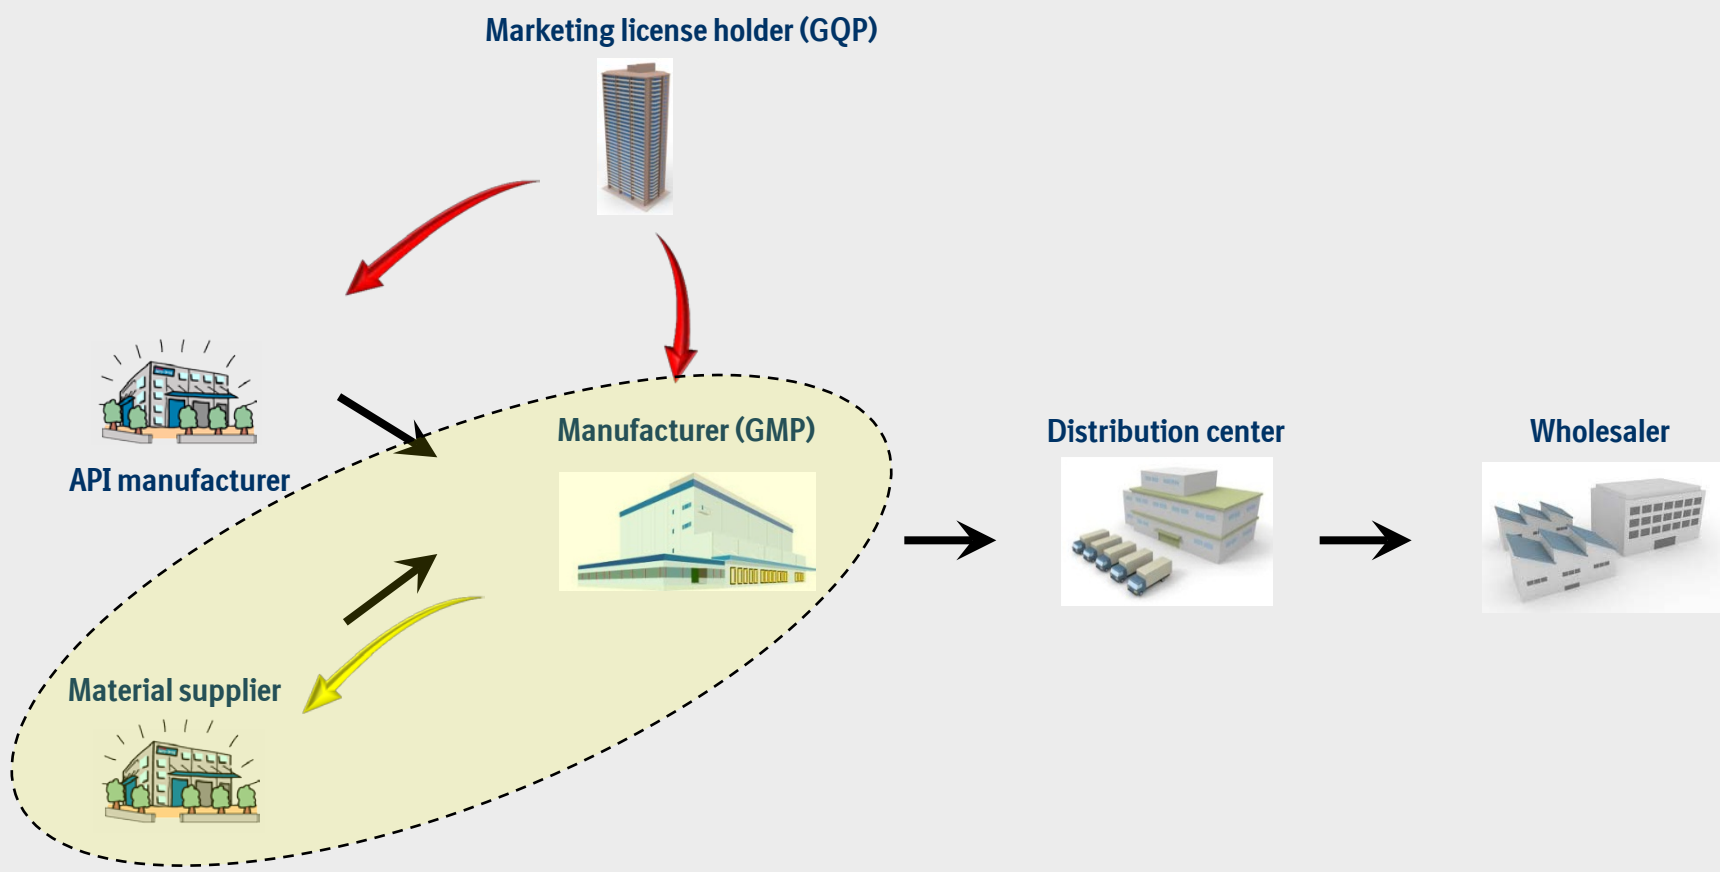 Marketing license holder (GQP)
Manufacturer (GMP)
Distribution center
Wholesaler
API manufacturer
Material supplier